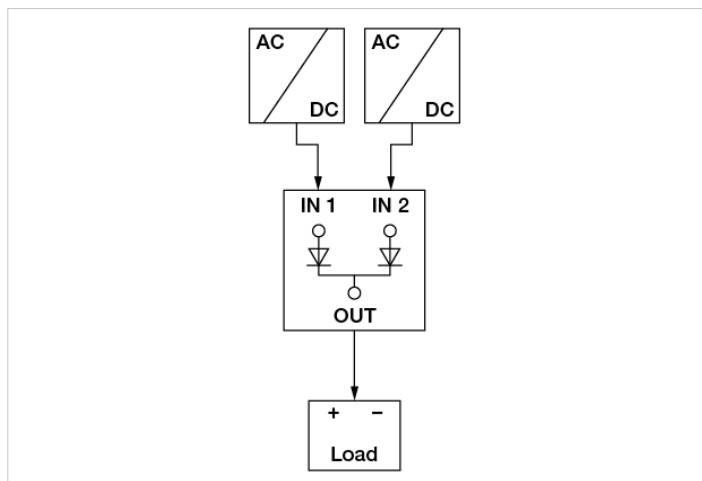 AC
DC
AC
DC
IN 1 IN 2
OUT
+ −
Load